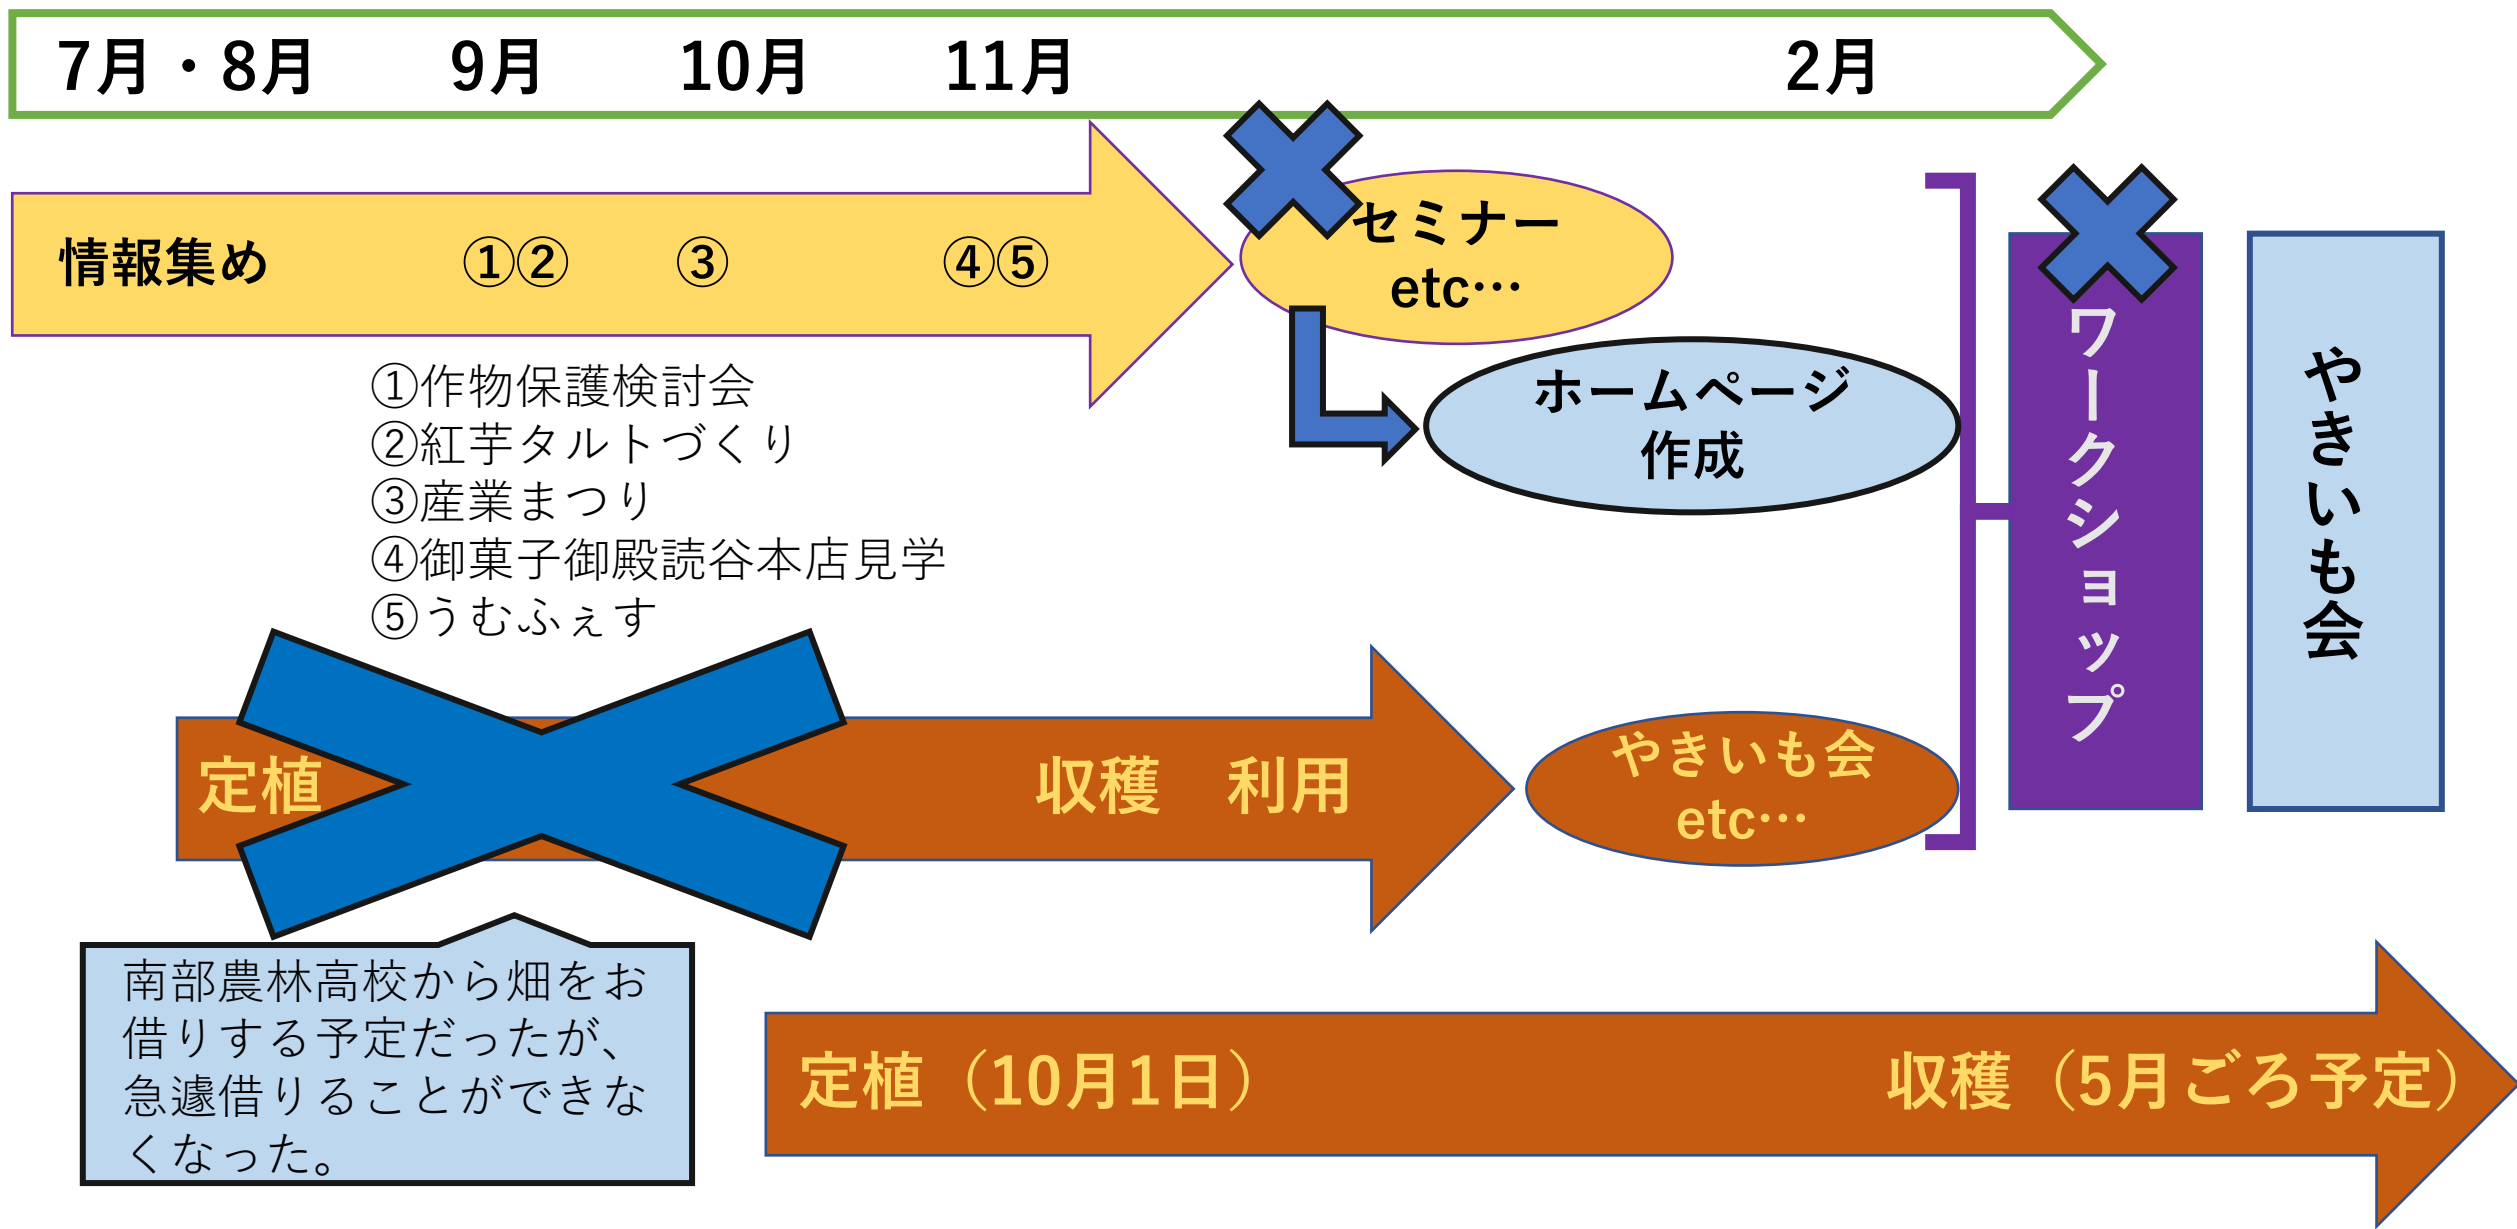 7月・8月 9月 10月 11月 2月
情報集め ①② ③ ④⑤
セミナー
etc…
ホームページ
作成
①作物保護検討会
②紅芋タルトづくり
③産業まつり
④御菓子御殿読谷本店見学
⑤うむふぇす
ワークショップ
やきいも会
定植 収穫 利用
やきいも会
etc…
南部農林高校から畑をお
借りする予定だったが、
急遽借りることができな
くなった。
定植（10月1日） 収穫（5月ごろ予定）